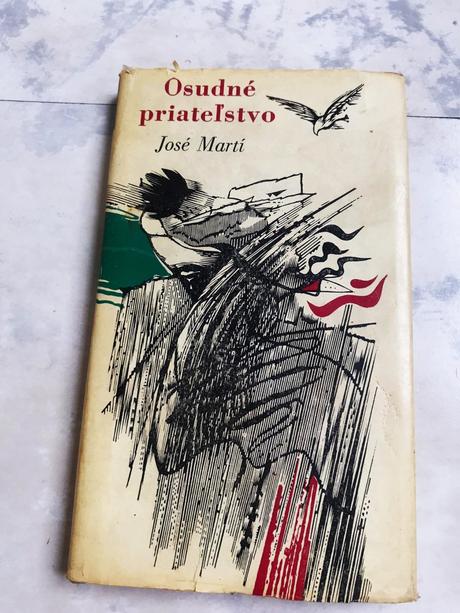 Osudné
priateľstvo
José Martí